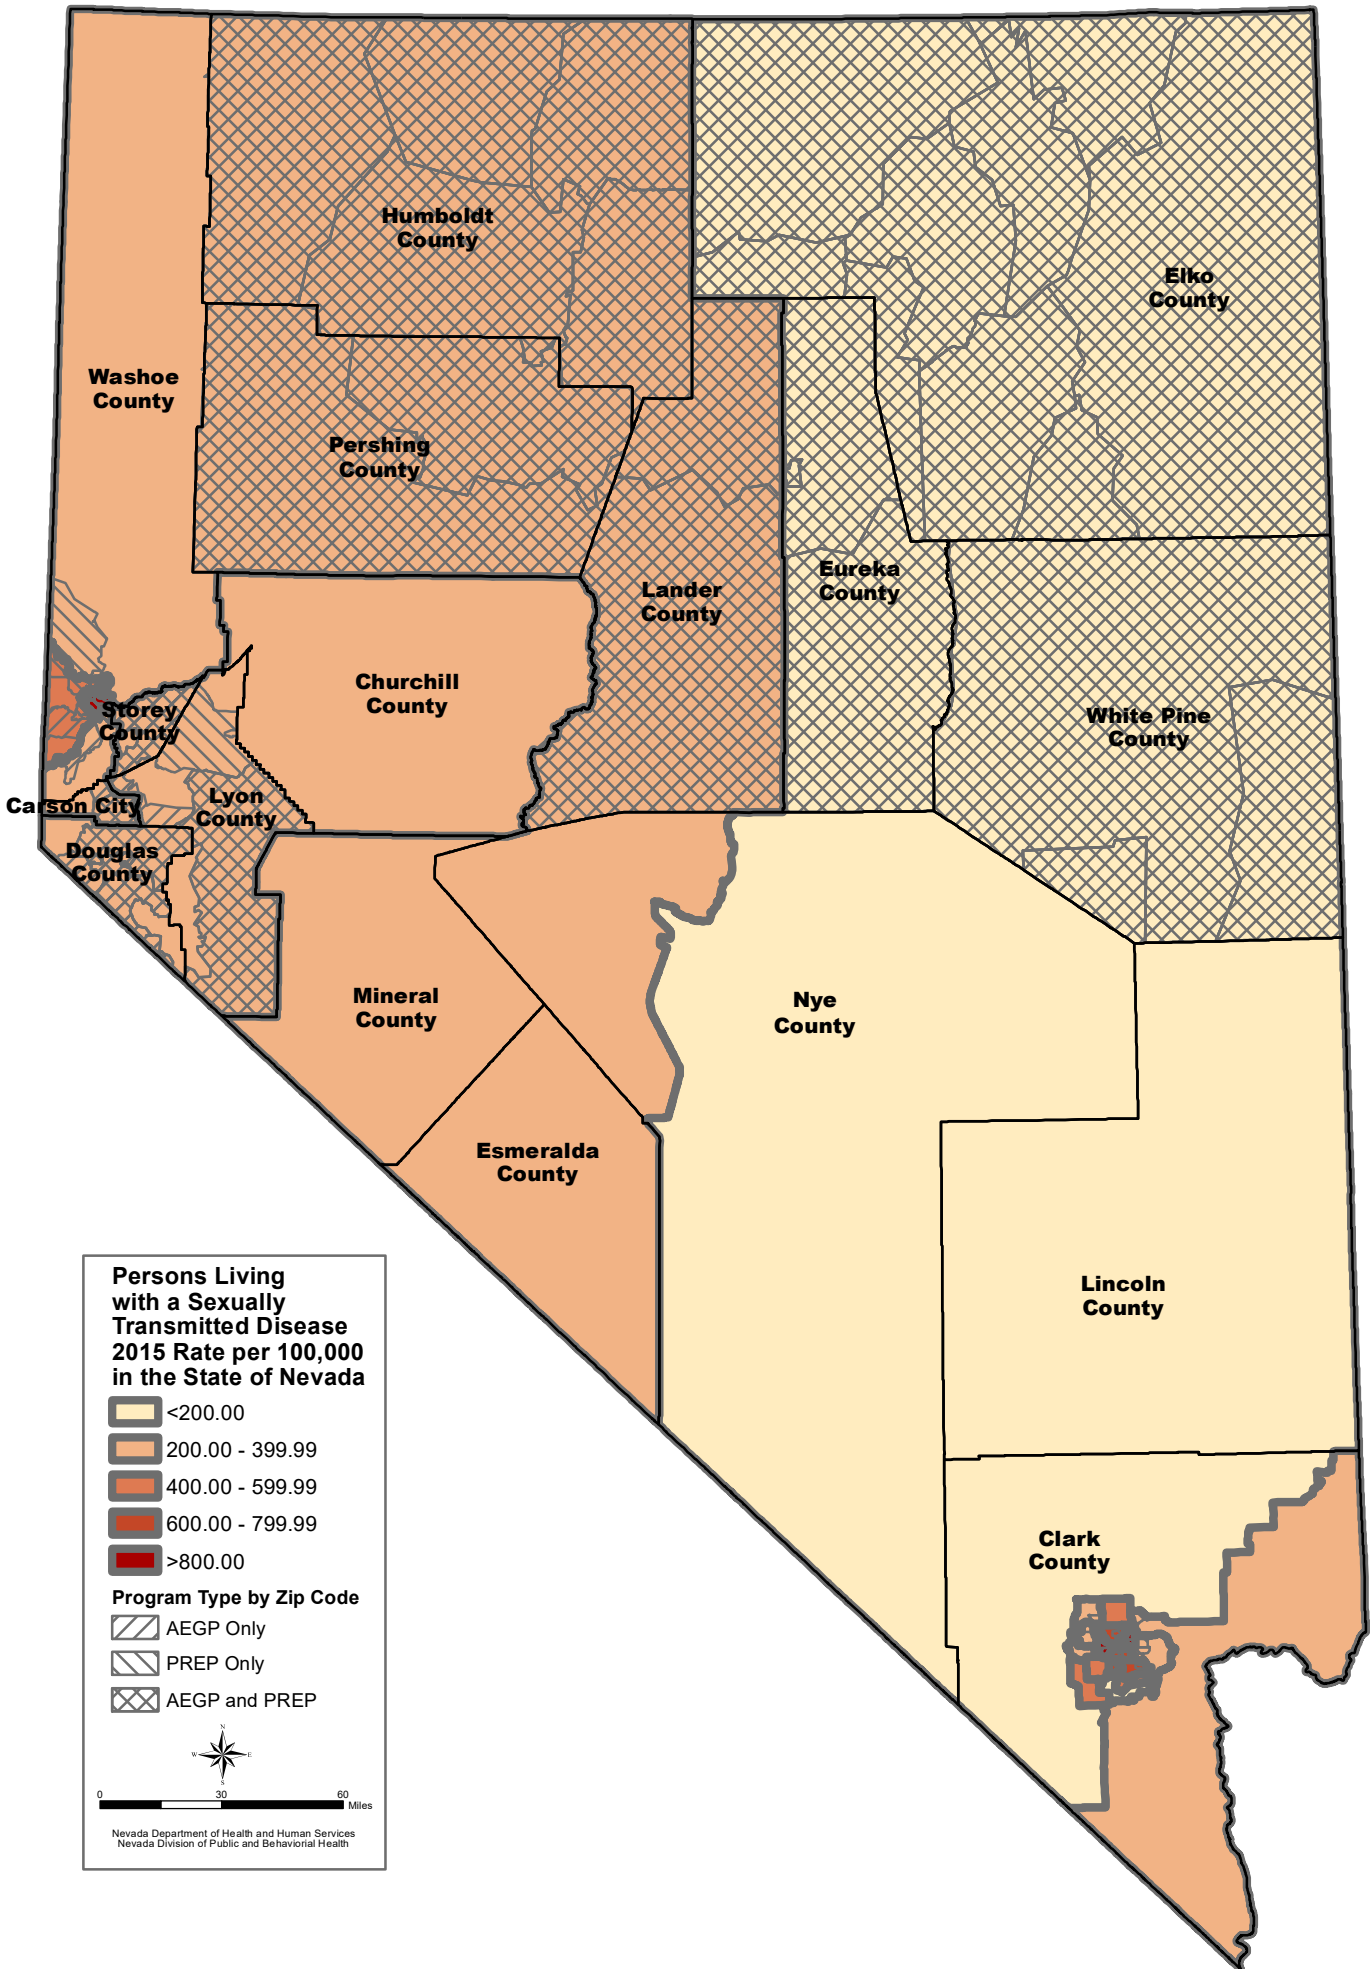 Humboldt
County
Elko
County
Washoe
County
Pershing
County
Eureka
County
Lander
County
Churchill
County
Storey
County
White Pine
County
Carson City
Lyon
County
Douglas
County
Mineral
County
Nye
County
Esmeralda
County
Lincoln
County
Clark
County
Persons Living
with a Sexually
Transmitted Disease
2015 Rate per 100,000
in the State of Nevada
<200.00
200.00 - 399.99
400.00 - 599.99
600.00 - 799.99
>800.00
Program Type by Zip Code
AEGP Only
PREP Only
AEGP and PREP
N
W E
S
0 30 60
Miles
Nevada Department of Health and Human Services
Nevada Division of Public and Behaviorial Health